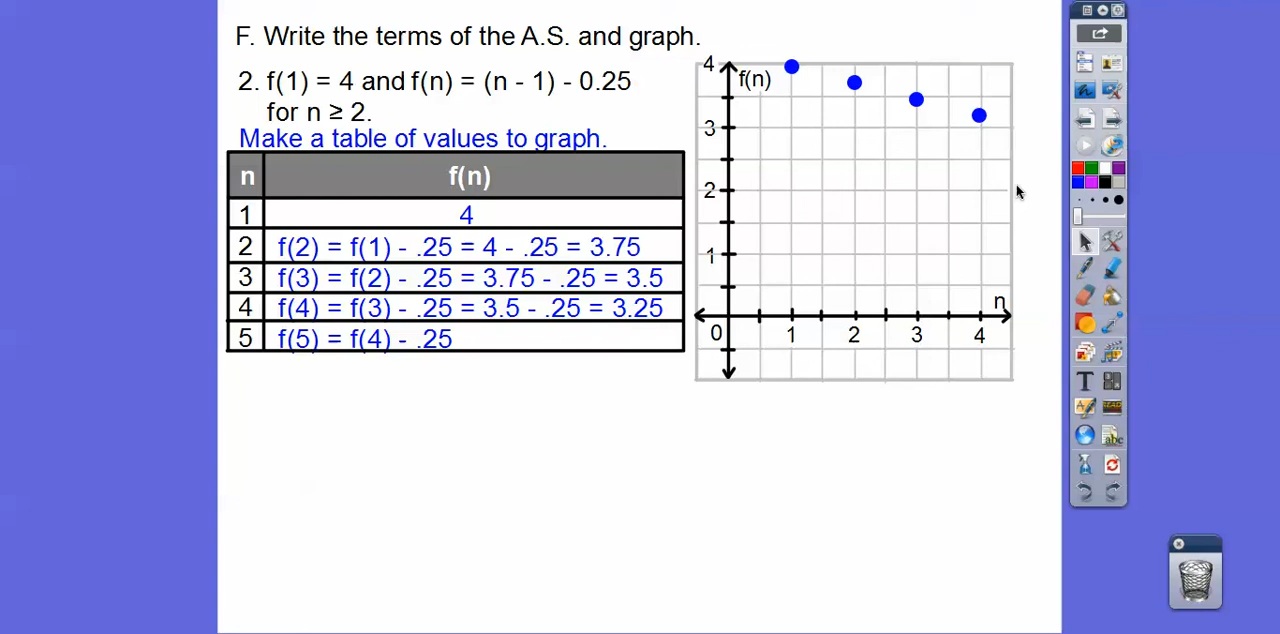 F. Write the terms of the A.S. and graph.
2. f(1) = 4 and f(n) = (n - 1) - 0.25
for n ≥ 2.
Make a table of values to graph.
n f(n)
1 4
2 f(2) = f(1) - .25 = 4 - .25 = 3.75
3 f(3) = f(2) - .25 = 3.75 - .25 = 3.5
4 f(4) = f(3) - .25 = 3.5 - .25 = 3.25
5 f(5) = f(4) - .25
4
f(n)
3
2
1
n
0 1 2 3 4
T
abc